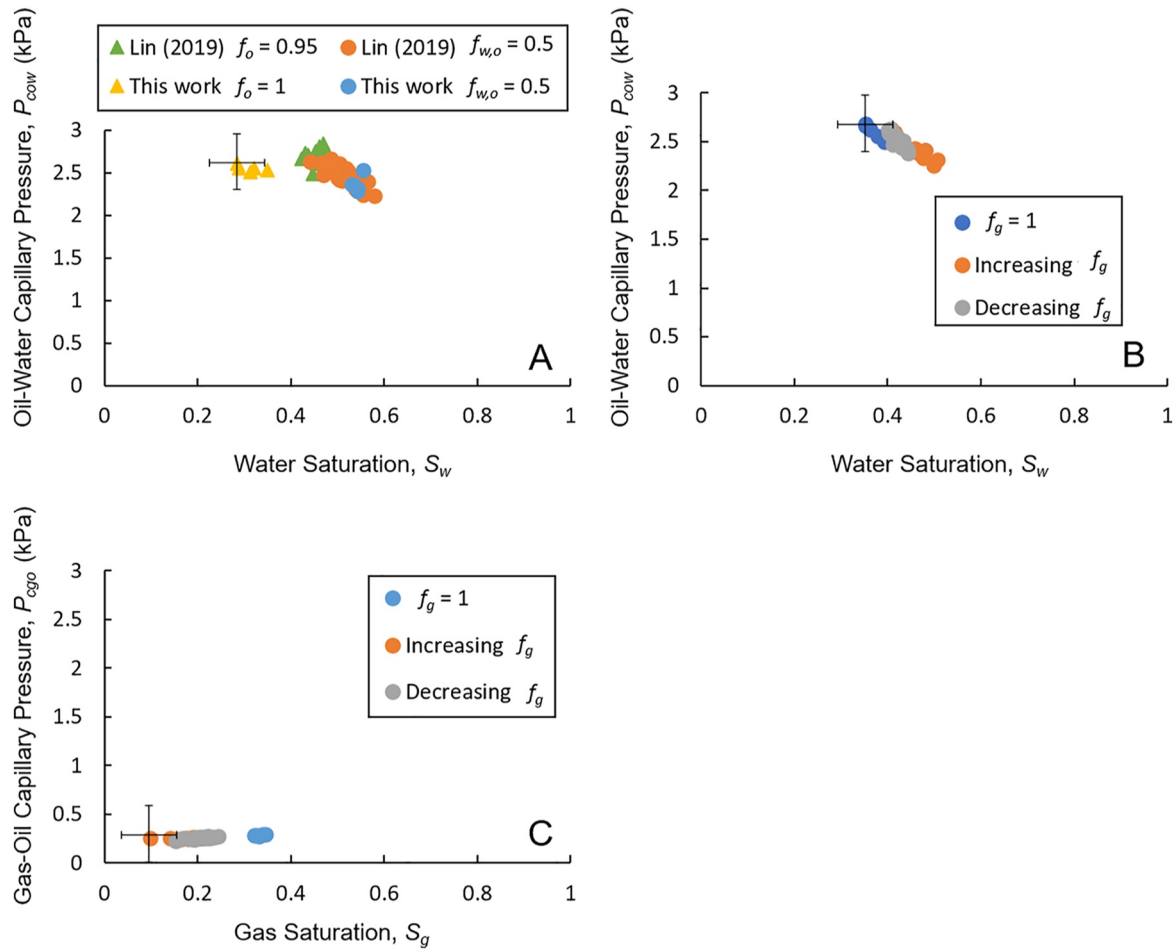 Oil-Water Capillary Pressure, Pcow (kPa)
Lin (2019) fo = 0.95
Lin (2019) fw,o = 0.5
This work fo = 1
This work fw,o = 0.5
3
2.5
2
1.5
1
0.5
0
A
0 0.2 0.4 0.6 0.8 1
Water Saturation, Sw
Oil-Water Capillary Pressure, Pcow (kPa)
3
2.5
2
1.5
1
0.5
0
fg = 1
Increasing fg
Decreasing fg
B
0 0.2 0.4 0.6 0.8 1
Water Saturation, Sw
Gas-Oil Capillary Pressure, Pcgo (kPa)
3
2.5
2
1.5
1
0.5
0
fg = 1
Increasing fg
Decreasing fg
C
0 0.2 0.4 0.6 0.8 1
Gas Saturation, Sg